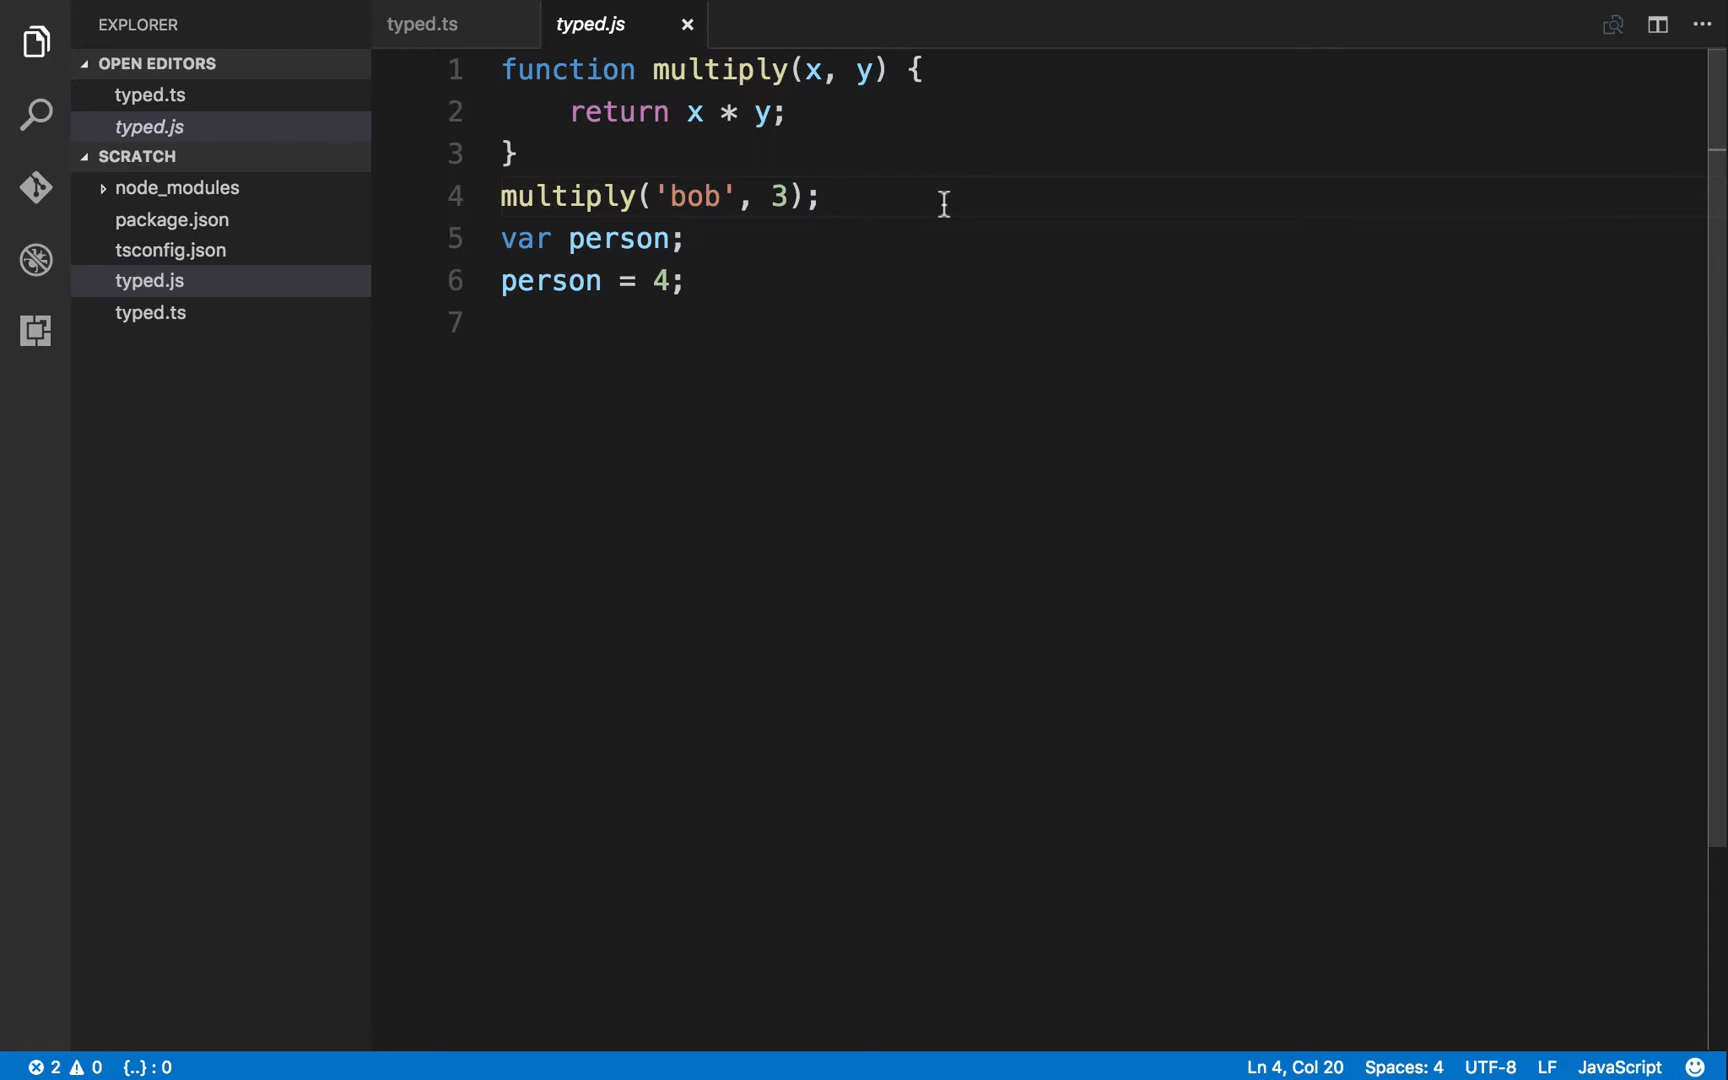 EXPLORER
OPEN EDITORS
typed.ts
typed.js
SCRATCH
node_modules
package.json
tsconfig.json
typed.js
typed.ts
typed.ts
typed.js
1 function multiply(x, y) {
2 return x * y;
3 }
4 multiply('bob', 3);
5 var person;
6 person = 4;
7
2 0 {..} : 0
Ln 4, Col 20 Spaces: 4 UTF-8 LF JavaScript